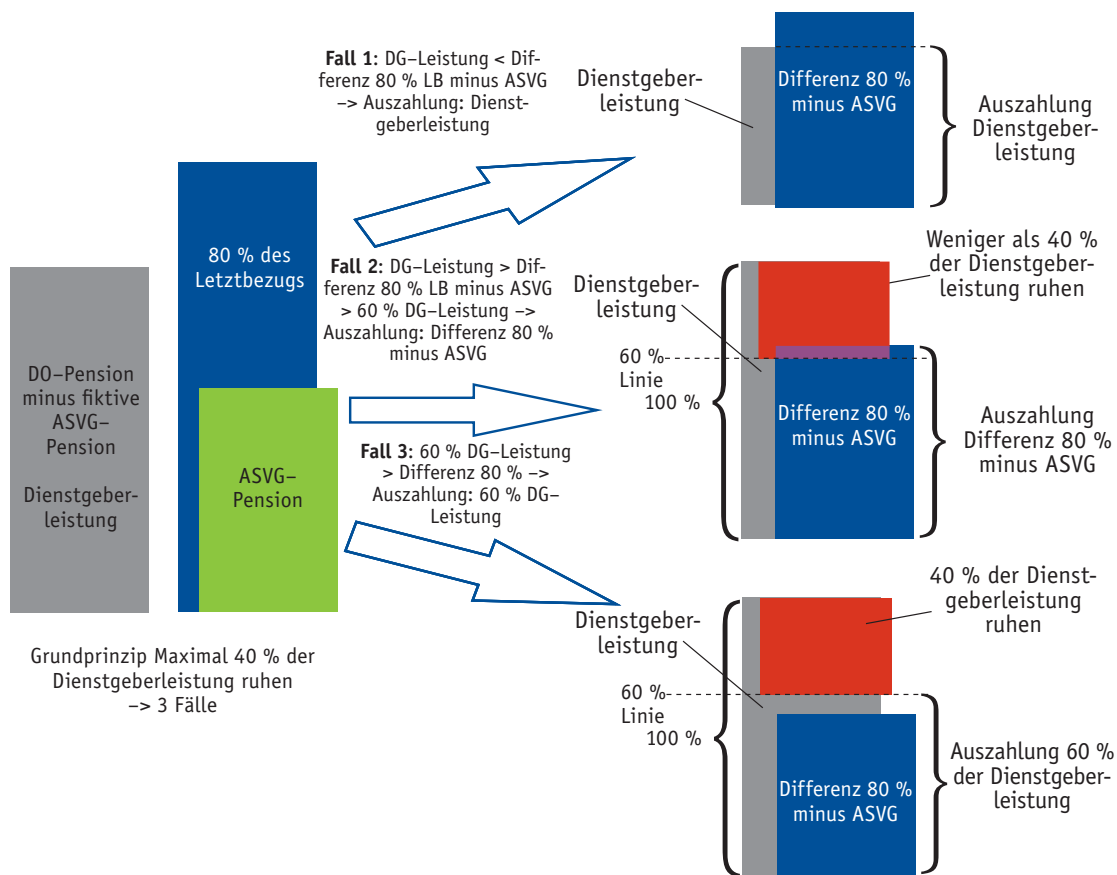 Fall 1: DG–Leistung < Dif-
ferenz 80 % LB minus ASVG
–> Auszahlung: Dienst-
geberleistung
Dienstgeber-
leistung
Differenz 80 %
minus ASVG
Auszahlung
Dienstgeber-
leistung
80 % des
Letztbezugs
Fall 2: DG–Leistung > Dif-
ferenz 80 % LB minus ASVG
> 60 % DG–Leistung –>
Auszahlung: Differenz 80 %
minus ASVG
Weniger als 40 %
der Dienstgeber-
leistung ruhen
Dienstgeber-
leistung
60 %
Linie
100 %
Differenz 80 %
minus ASVG
Auszahlung
Differenz 80 %
minus ASVG
DO–Pension
minus fiktive
ASVG–
Pension
Dienstgeber-
leistung
ASVG–
Pension
Fall 3: 60 % DG–Leistung
> Differenz 80 % –>
Auszahlung: 60 % DG–
Leistung
40 % der Dienst-
geberleistung
ruhen
Dienstgeber-
leistung
60 %
Linie
100 %
Differenz 80 %
minus ASVG
Auszahlung 60 %
der Dienstgeber-
leistung
Grundprinzip Maximal 40 % der
Dienstgeberleistung ruhen
–> 3 Fälle